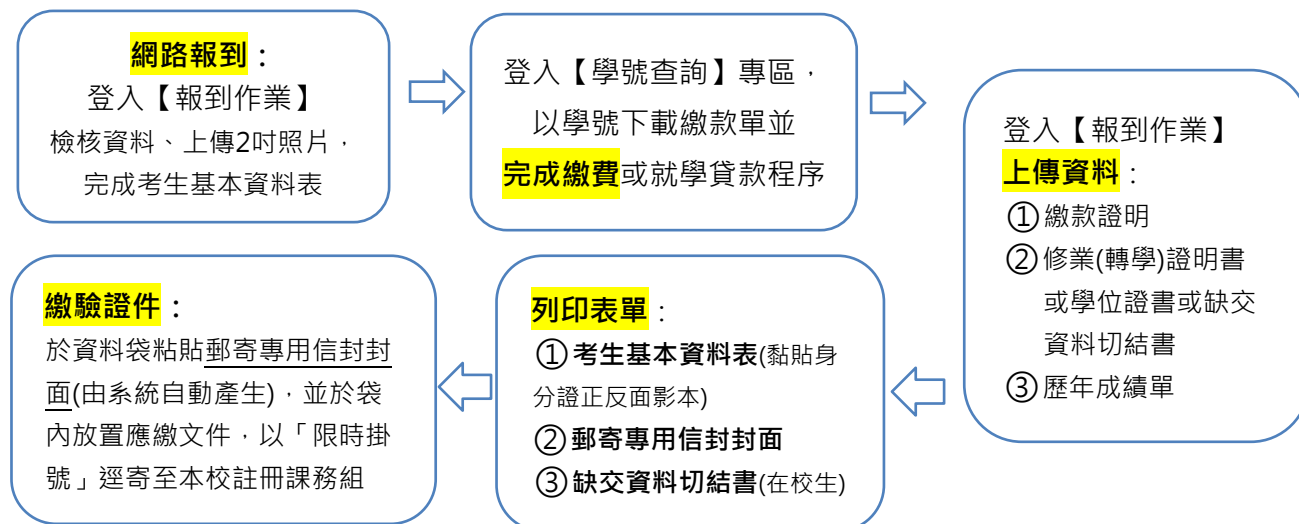 網路報到：
登入【報到作業】
檢核資料、上傳2吋照片，
完成考生基本資料表
登入【學號查詢】專區，
以學號下載繳款單並
完成繳費或就學貸款程序
登入【報到作業】
上傳資料：
①繳款證明
②修業(轉學)證明書
或學位證書或缺交
資料切結書
③歷年成績單
列印表單：
①考生基本資料表(黏貼身
分證正反面影本)
②郵寄專用信封封面
③缺交資料切結書(在校生)
繳驗證件：
於資料袋粘貼郵寄專用信封封
面(由系統自動產生)，並於袋
內放置應繳文件，以「限時掛
號」逕寄至本校註冊課務組